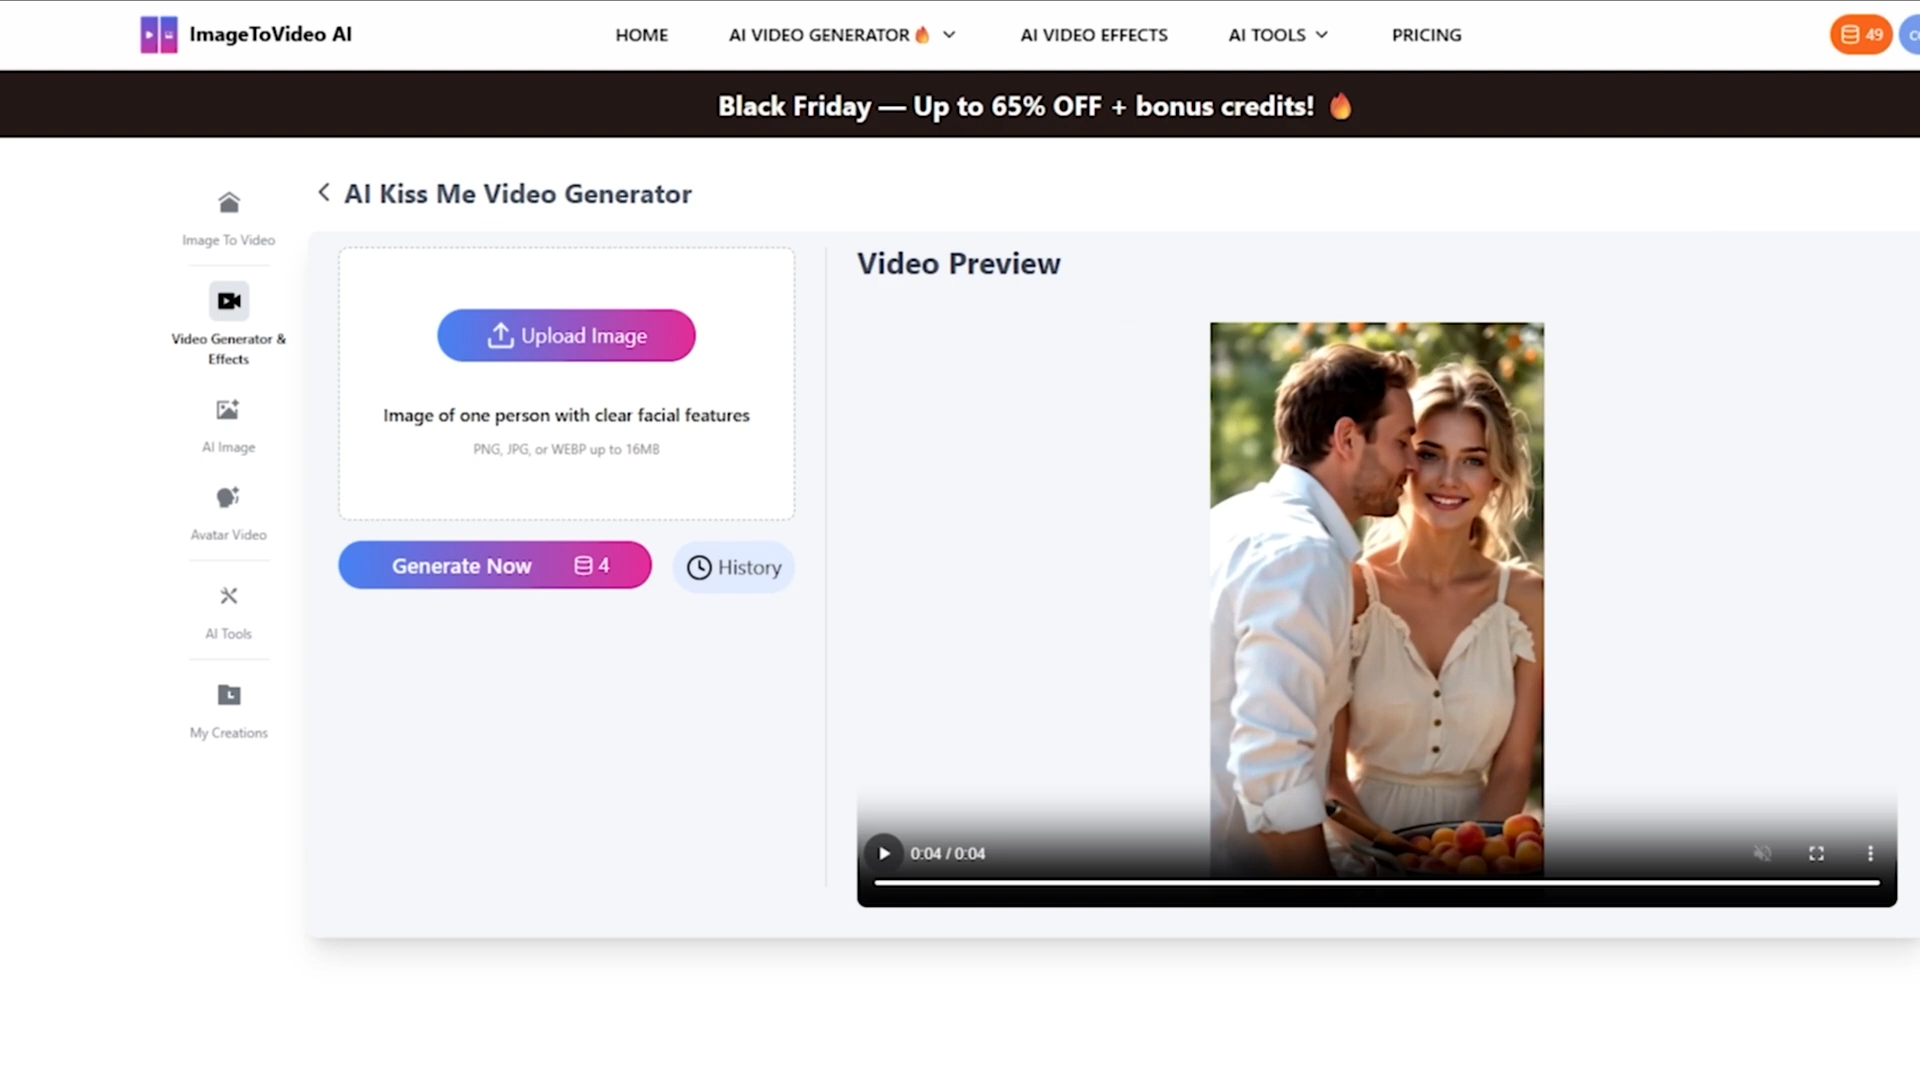 ImageToVideo AI
HOME
AI VIDEO GENERATOR🔥
AI VIDEO EFFECTS
AI TOOLS
PRICING
49
Black Friday — Up to 65% OFF + bonus credits! 🔥
AI Kiss Me Video Generator
Image To Video
Video Generator &
Effects
AI Image
Avatar Video
AI Tools
My Creations
Upload Image
Image of one person with clear facial features
PNG, JPG, or WEBP up to 16MB
Generate Now 4
History
Video Preview
0:04 / 0:04